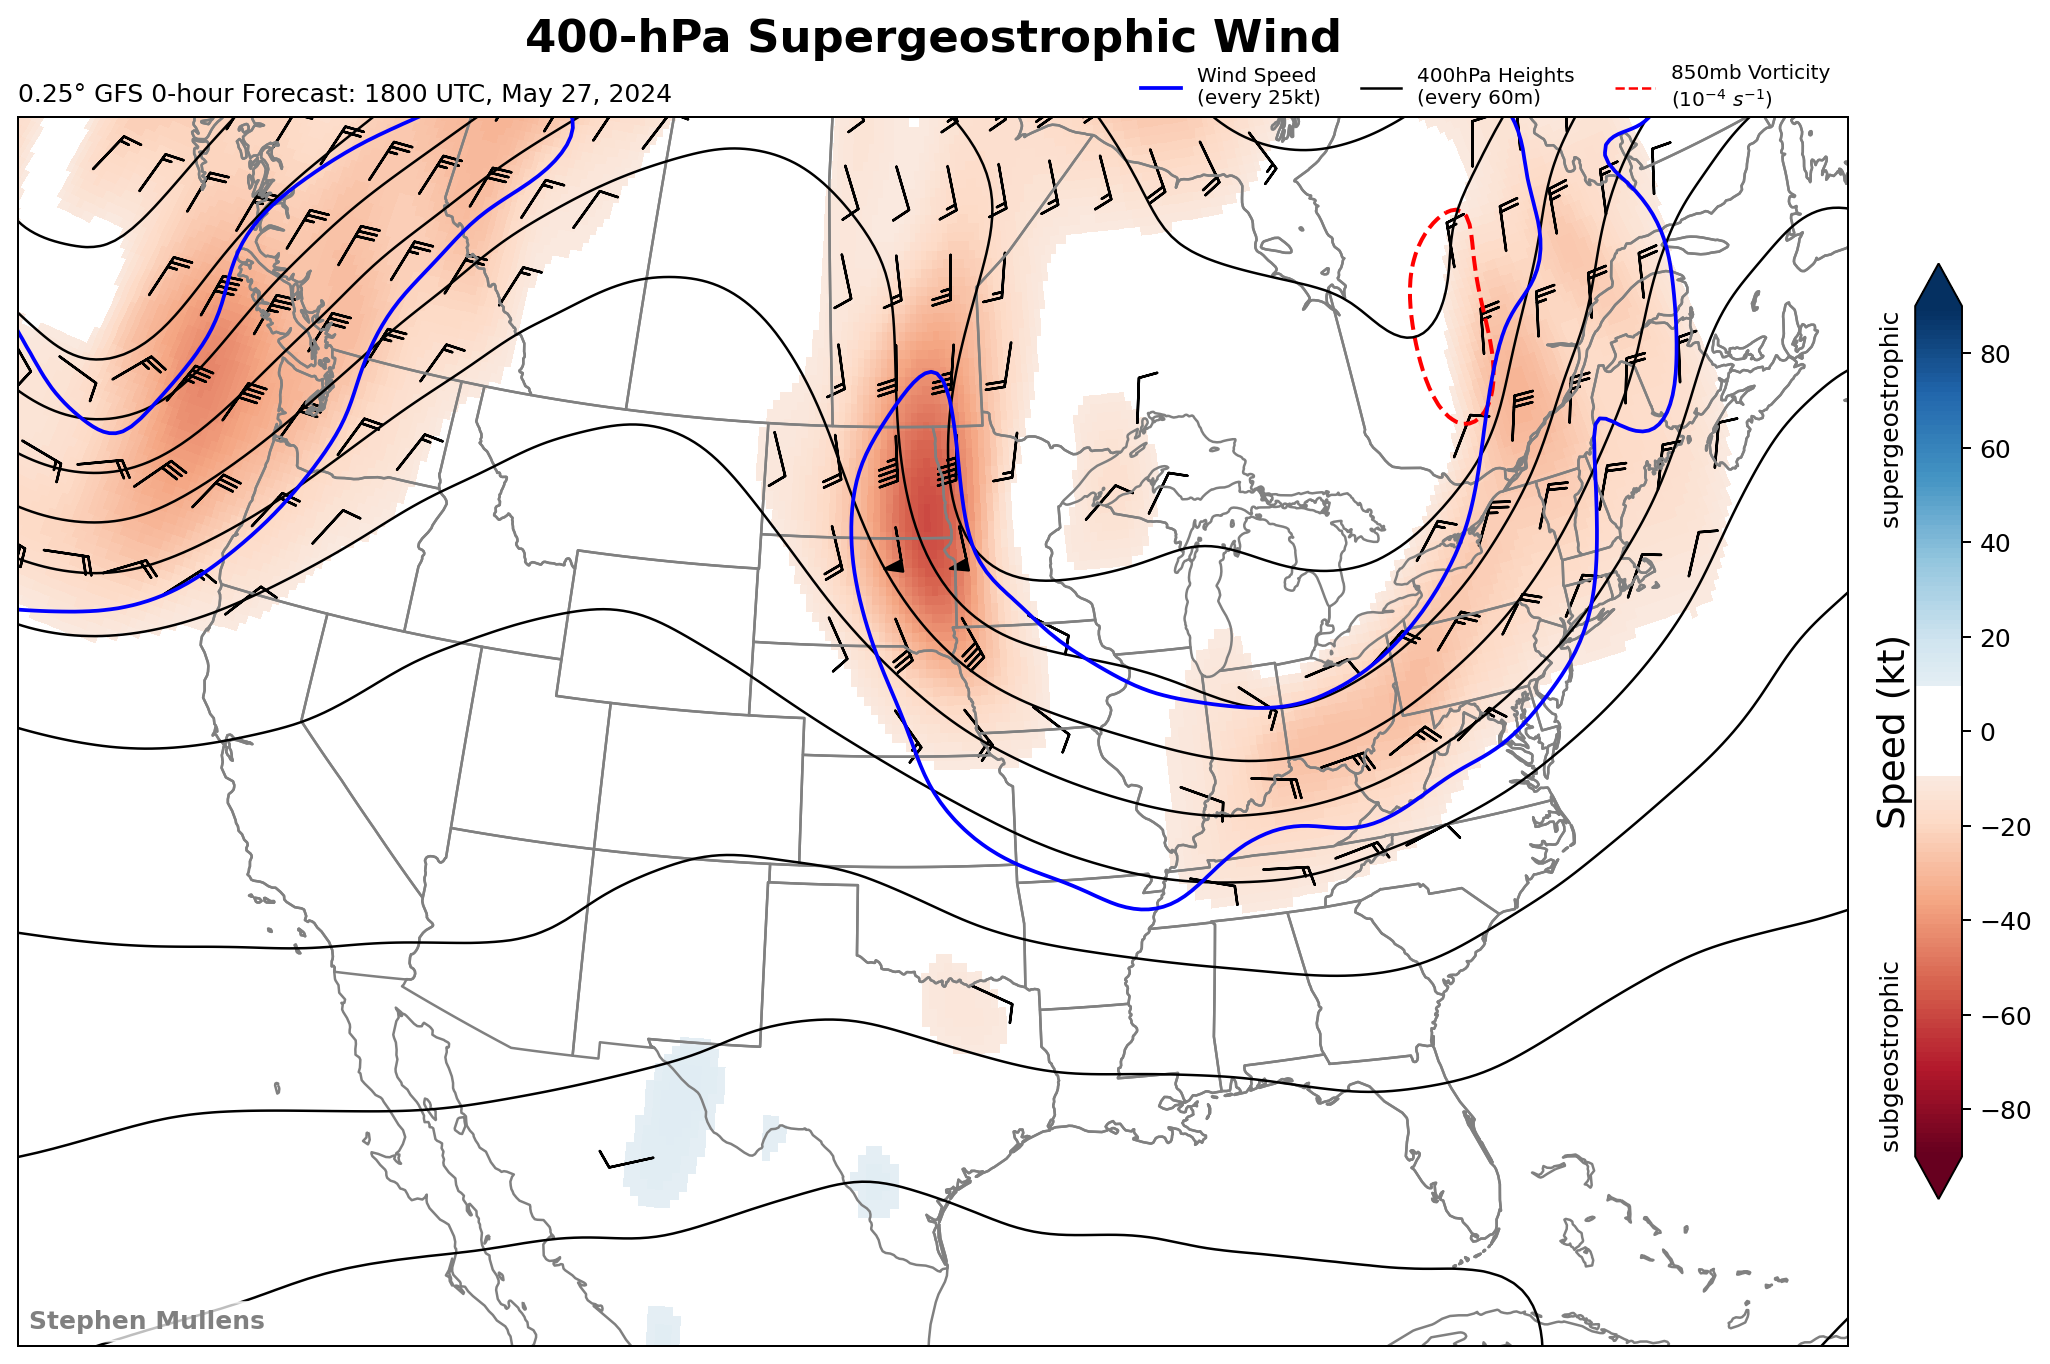 400-hPa Supergeostrophic Wind
0.25° GFS 0-hour Forecast: 1800 UTC, May 27, 2024
Wind Speed
(every 25kt)
400hPa Heights
(every 60m)
850mb Vorticity
(10⁻⁴ s⁻¹)
supergeostrophic
Speed (kt)
subgeostrophic
80
60
40
20
0
−20
−40
−60
−80
Stephen Mullens